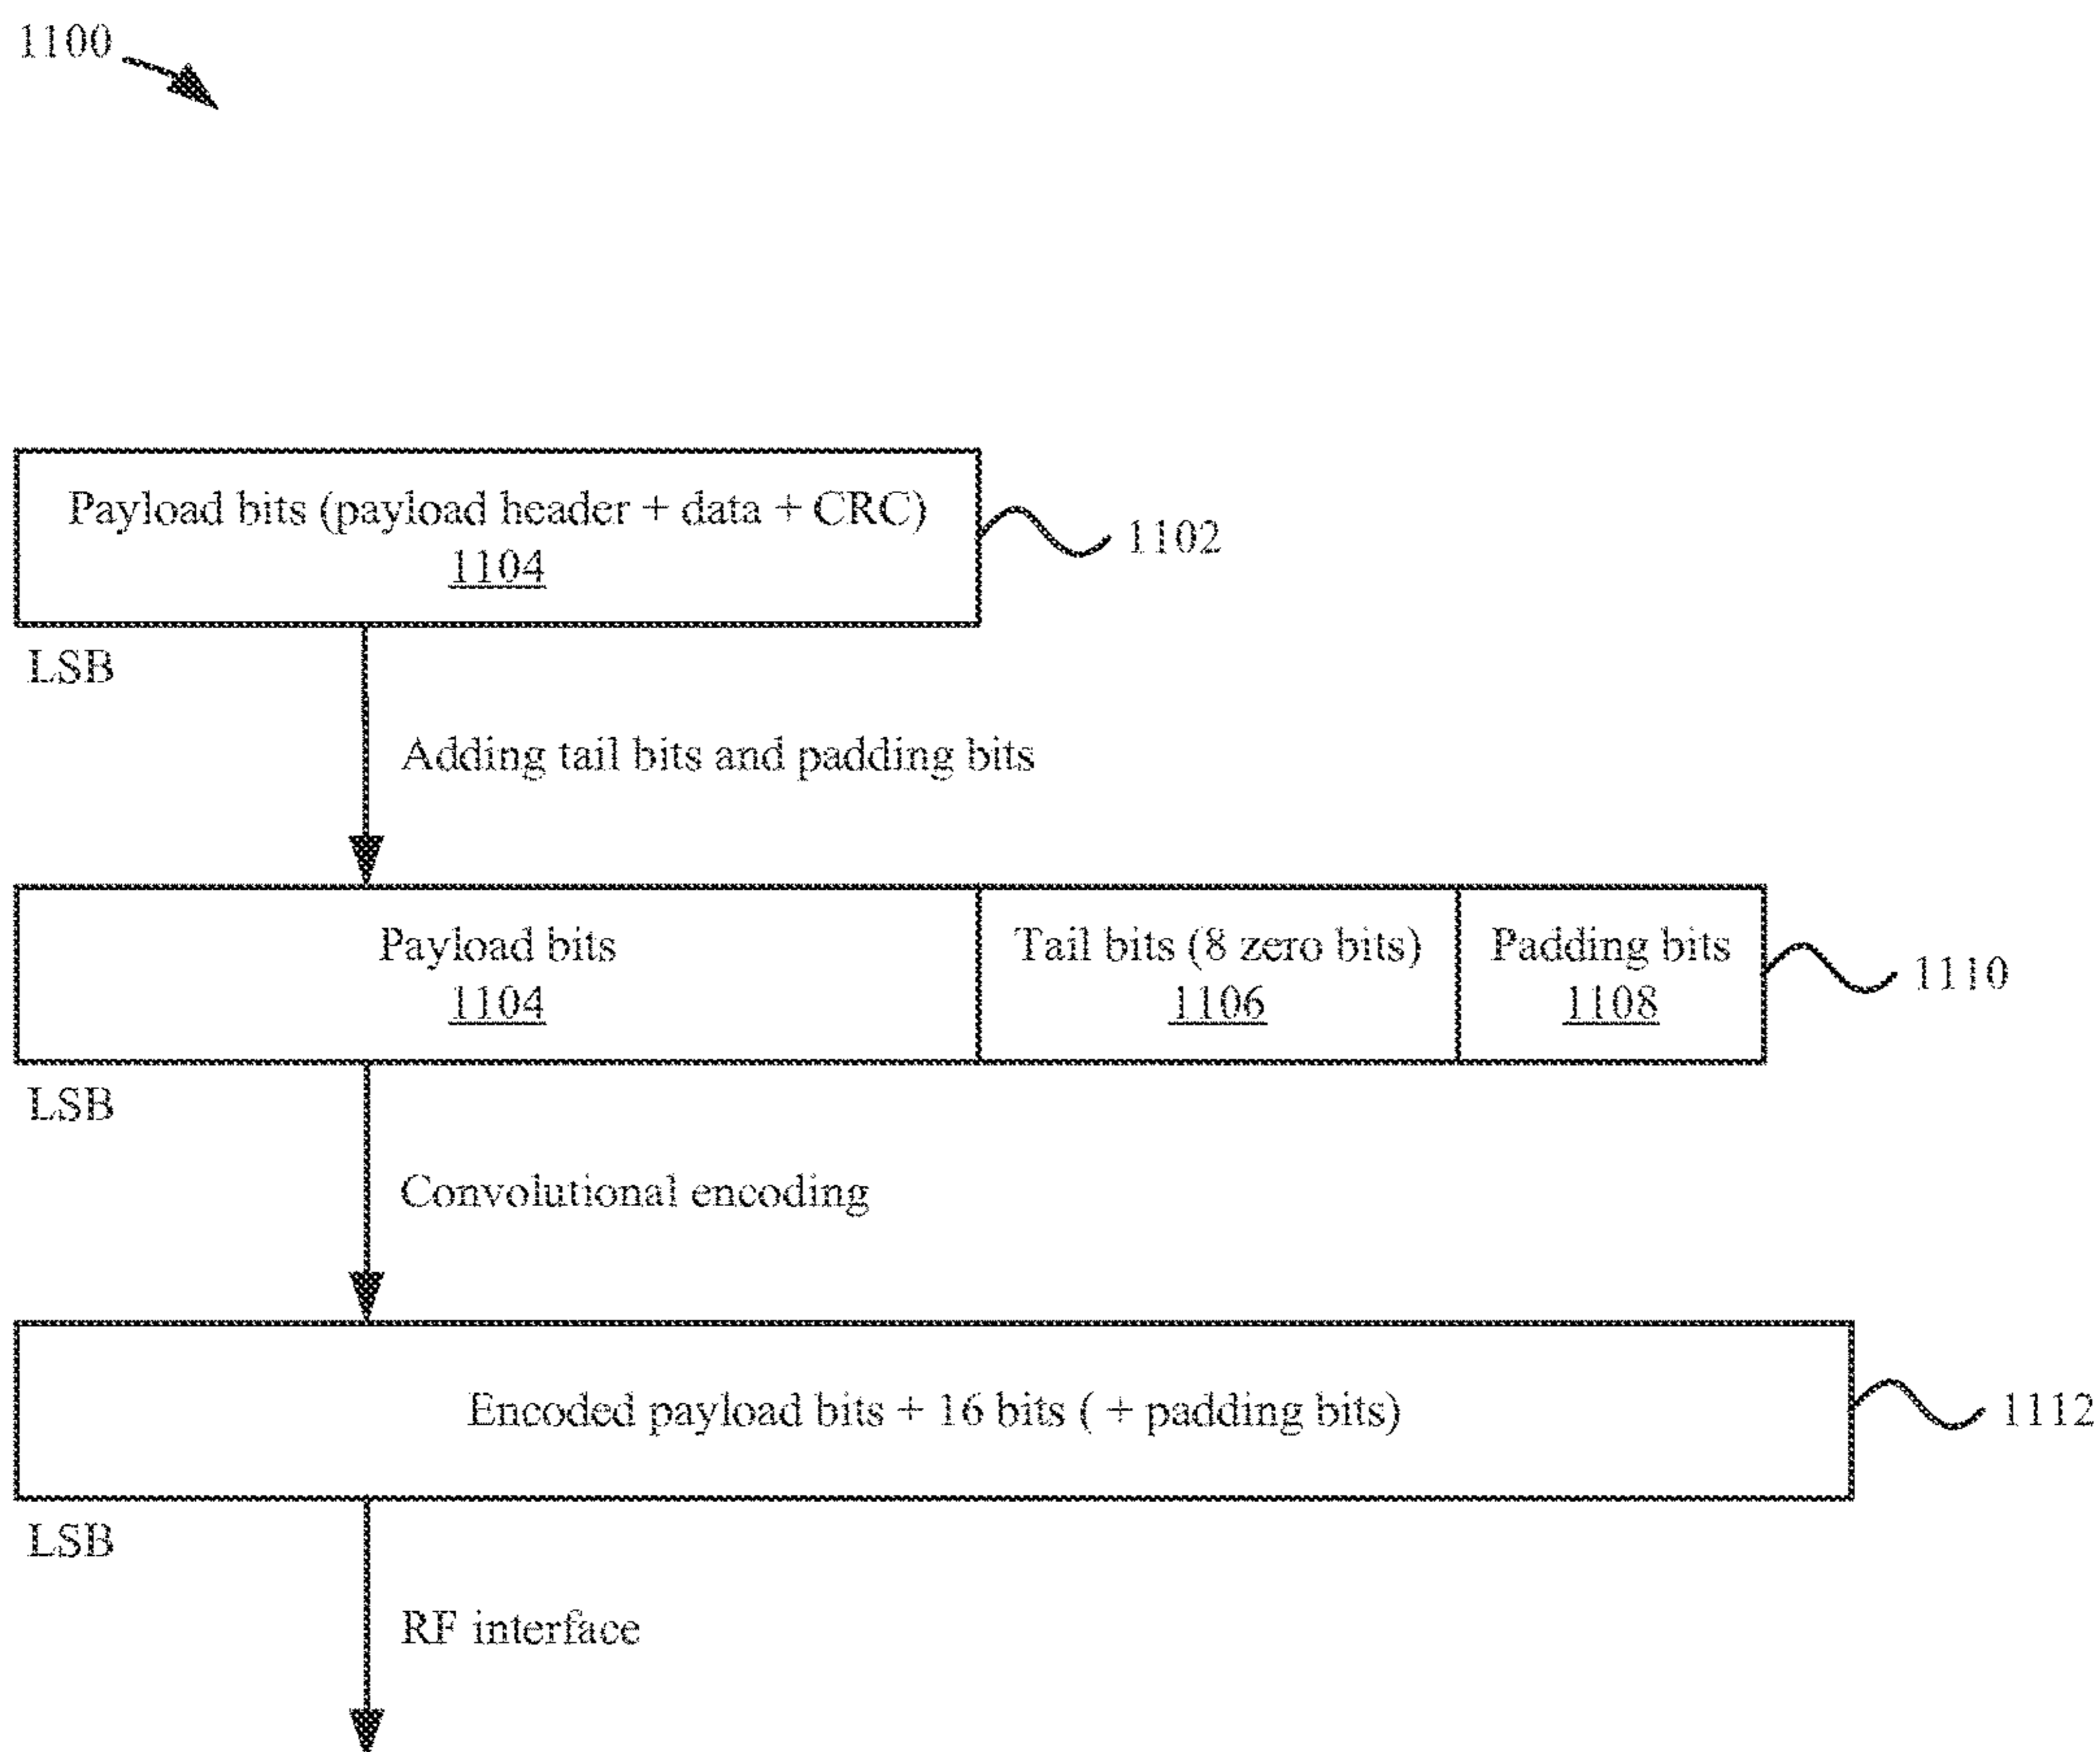 1100
Payload bits (payload header + data + CRC)
1104
1102
LSB
Adding tail bits and padding bits
Payload bits
1104
Tail bits (8 zero bits)
1106
Padding bits
1108
1110
LSB
Convolutional encoding
Encoded payload bits + 16 bits ( + padding bits)
1112
LSB
RF interface